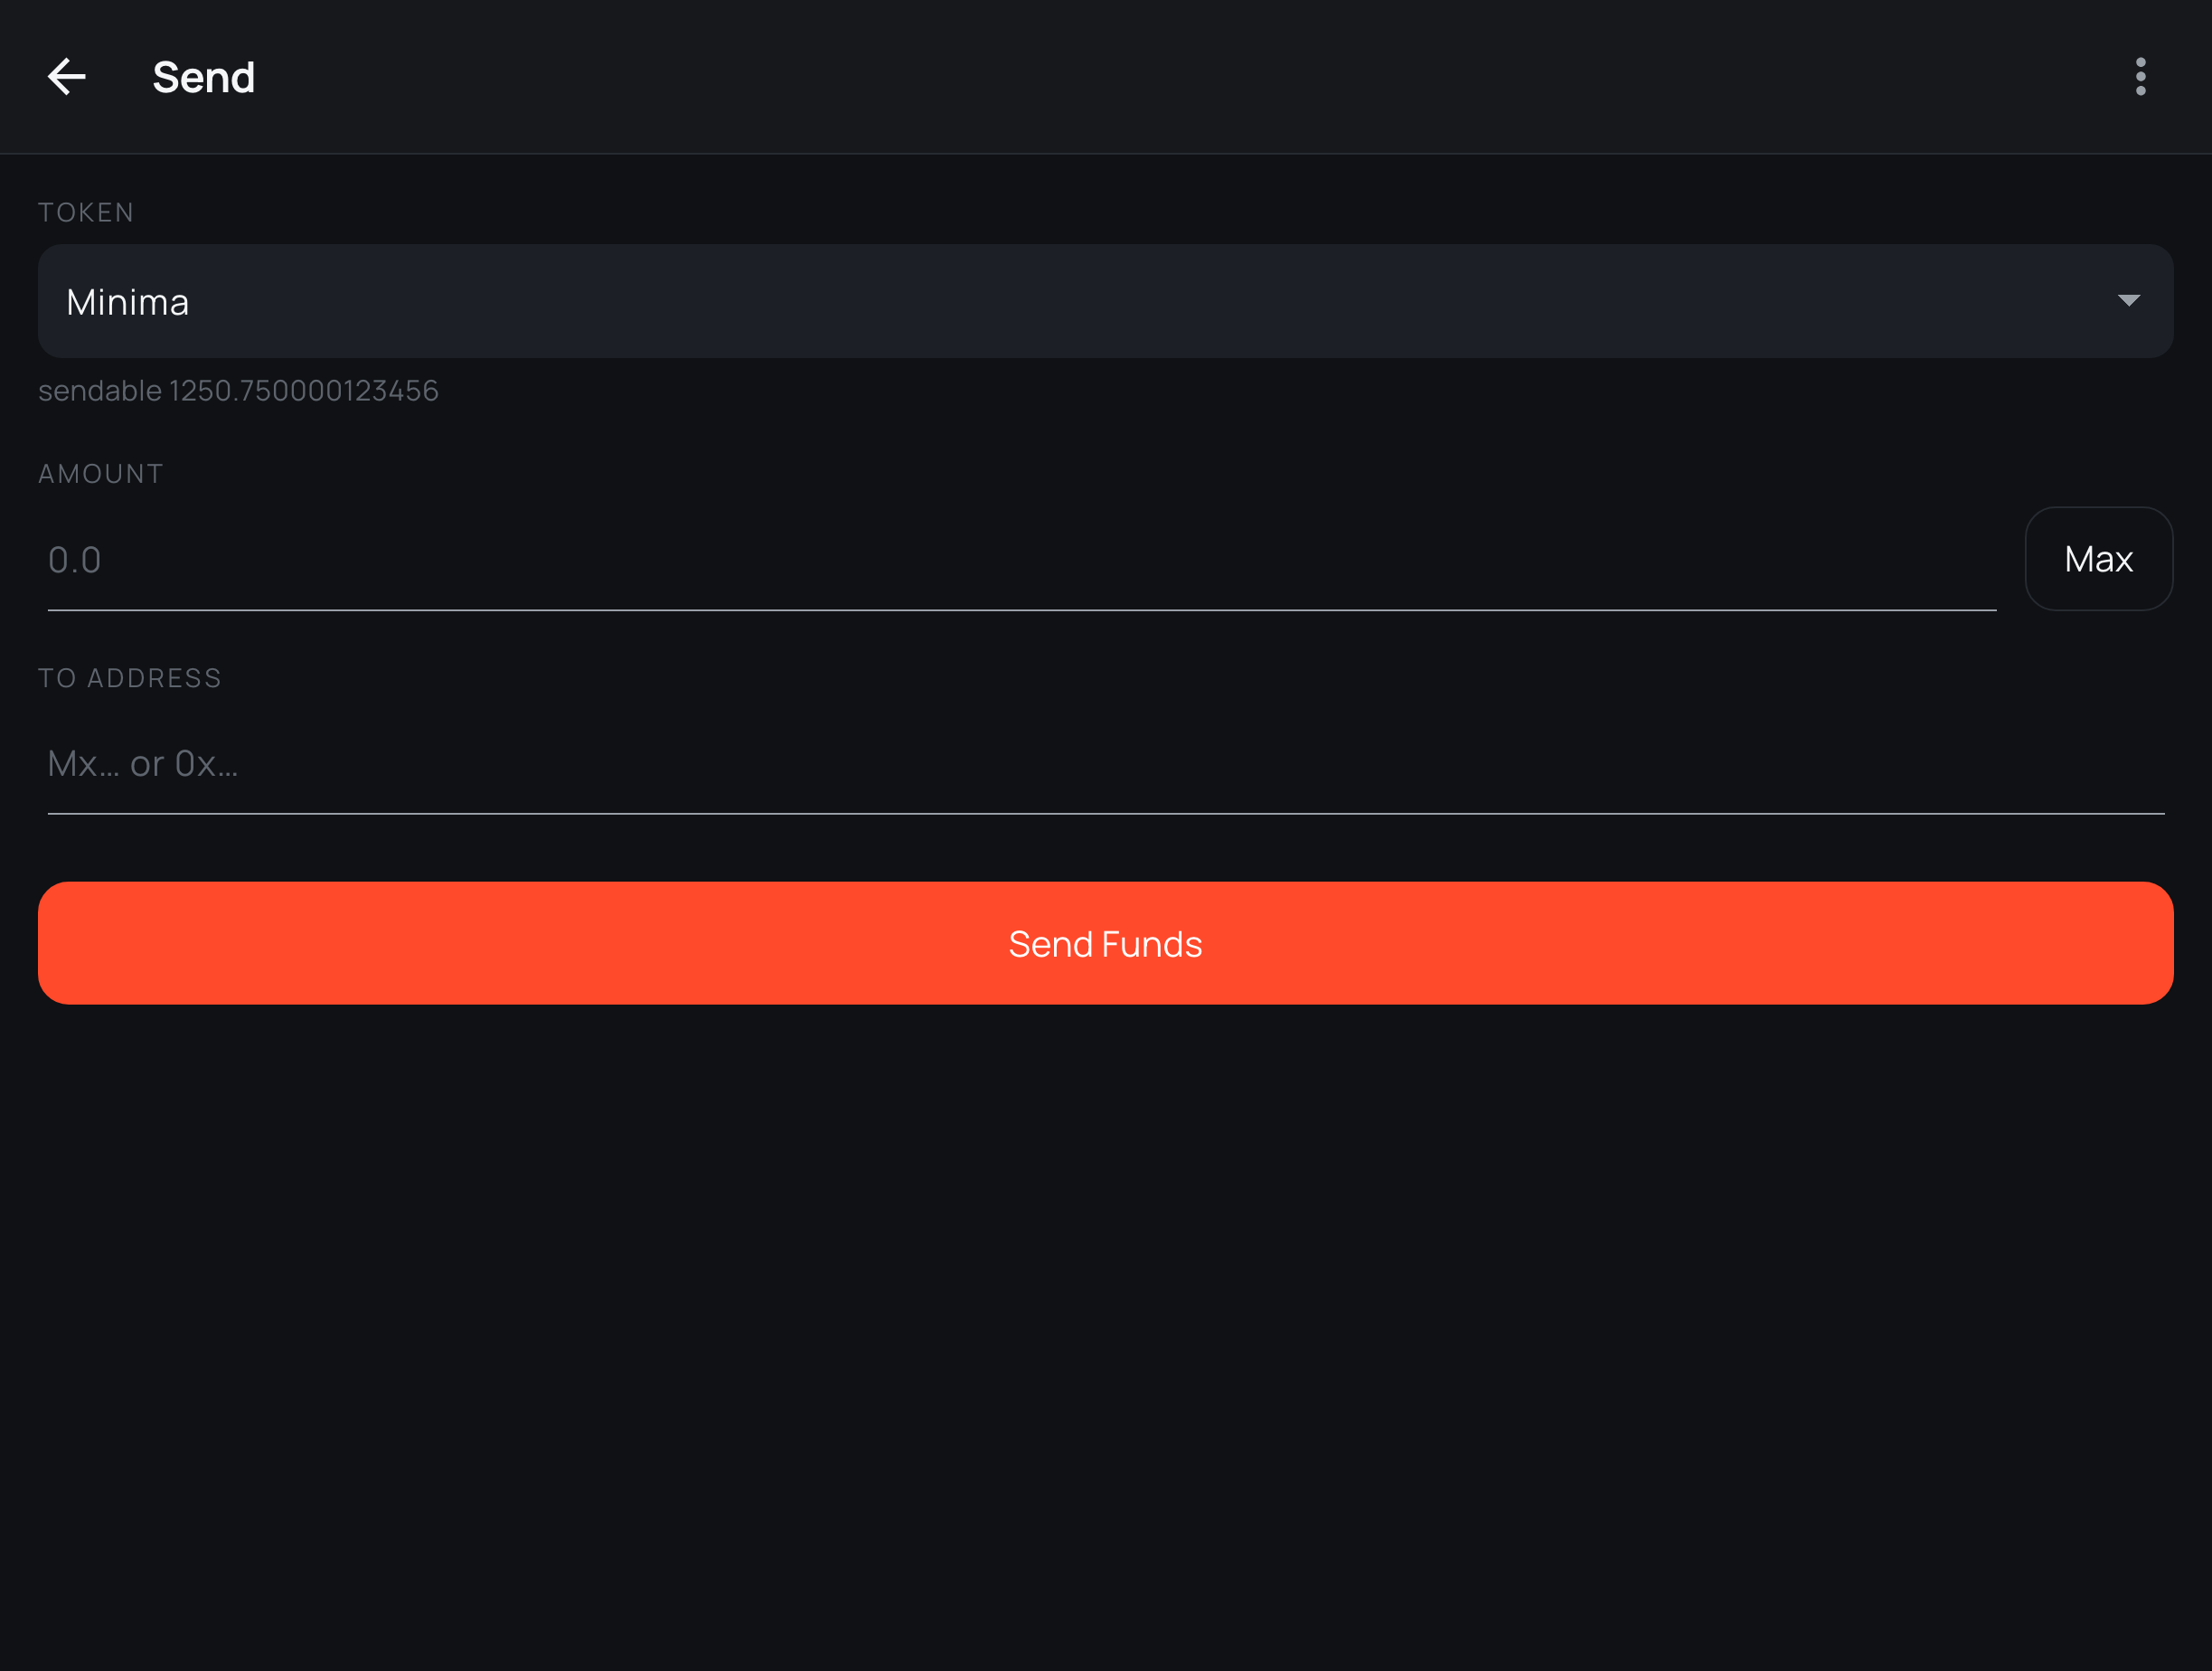 Send
TOKEN
Minima
sendable 1250.750000123456
AMOUNT
0.0
Max
TO ADDRESS
Mx... or 0x...
Send Funds